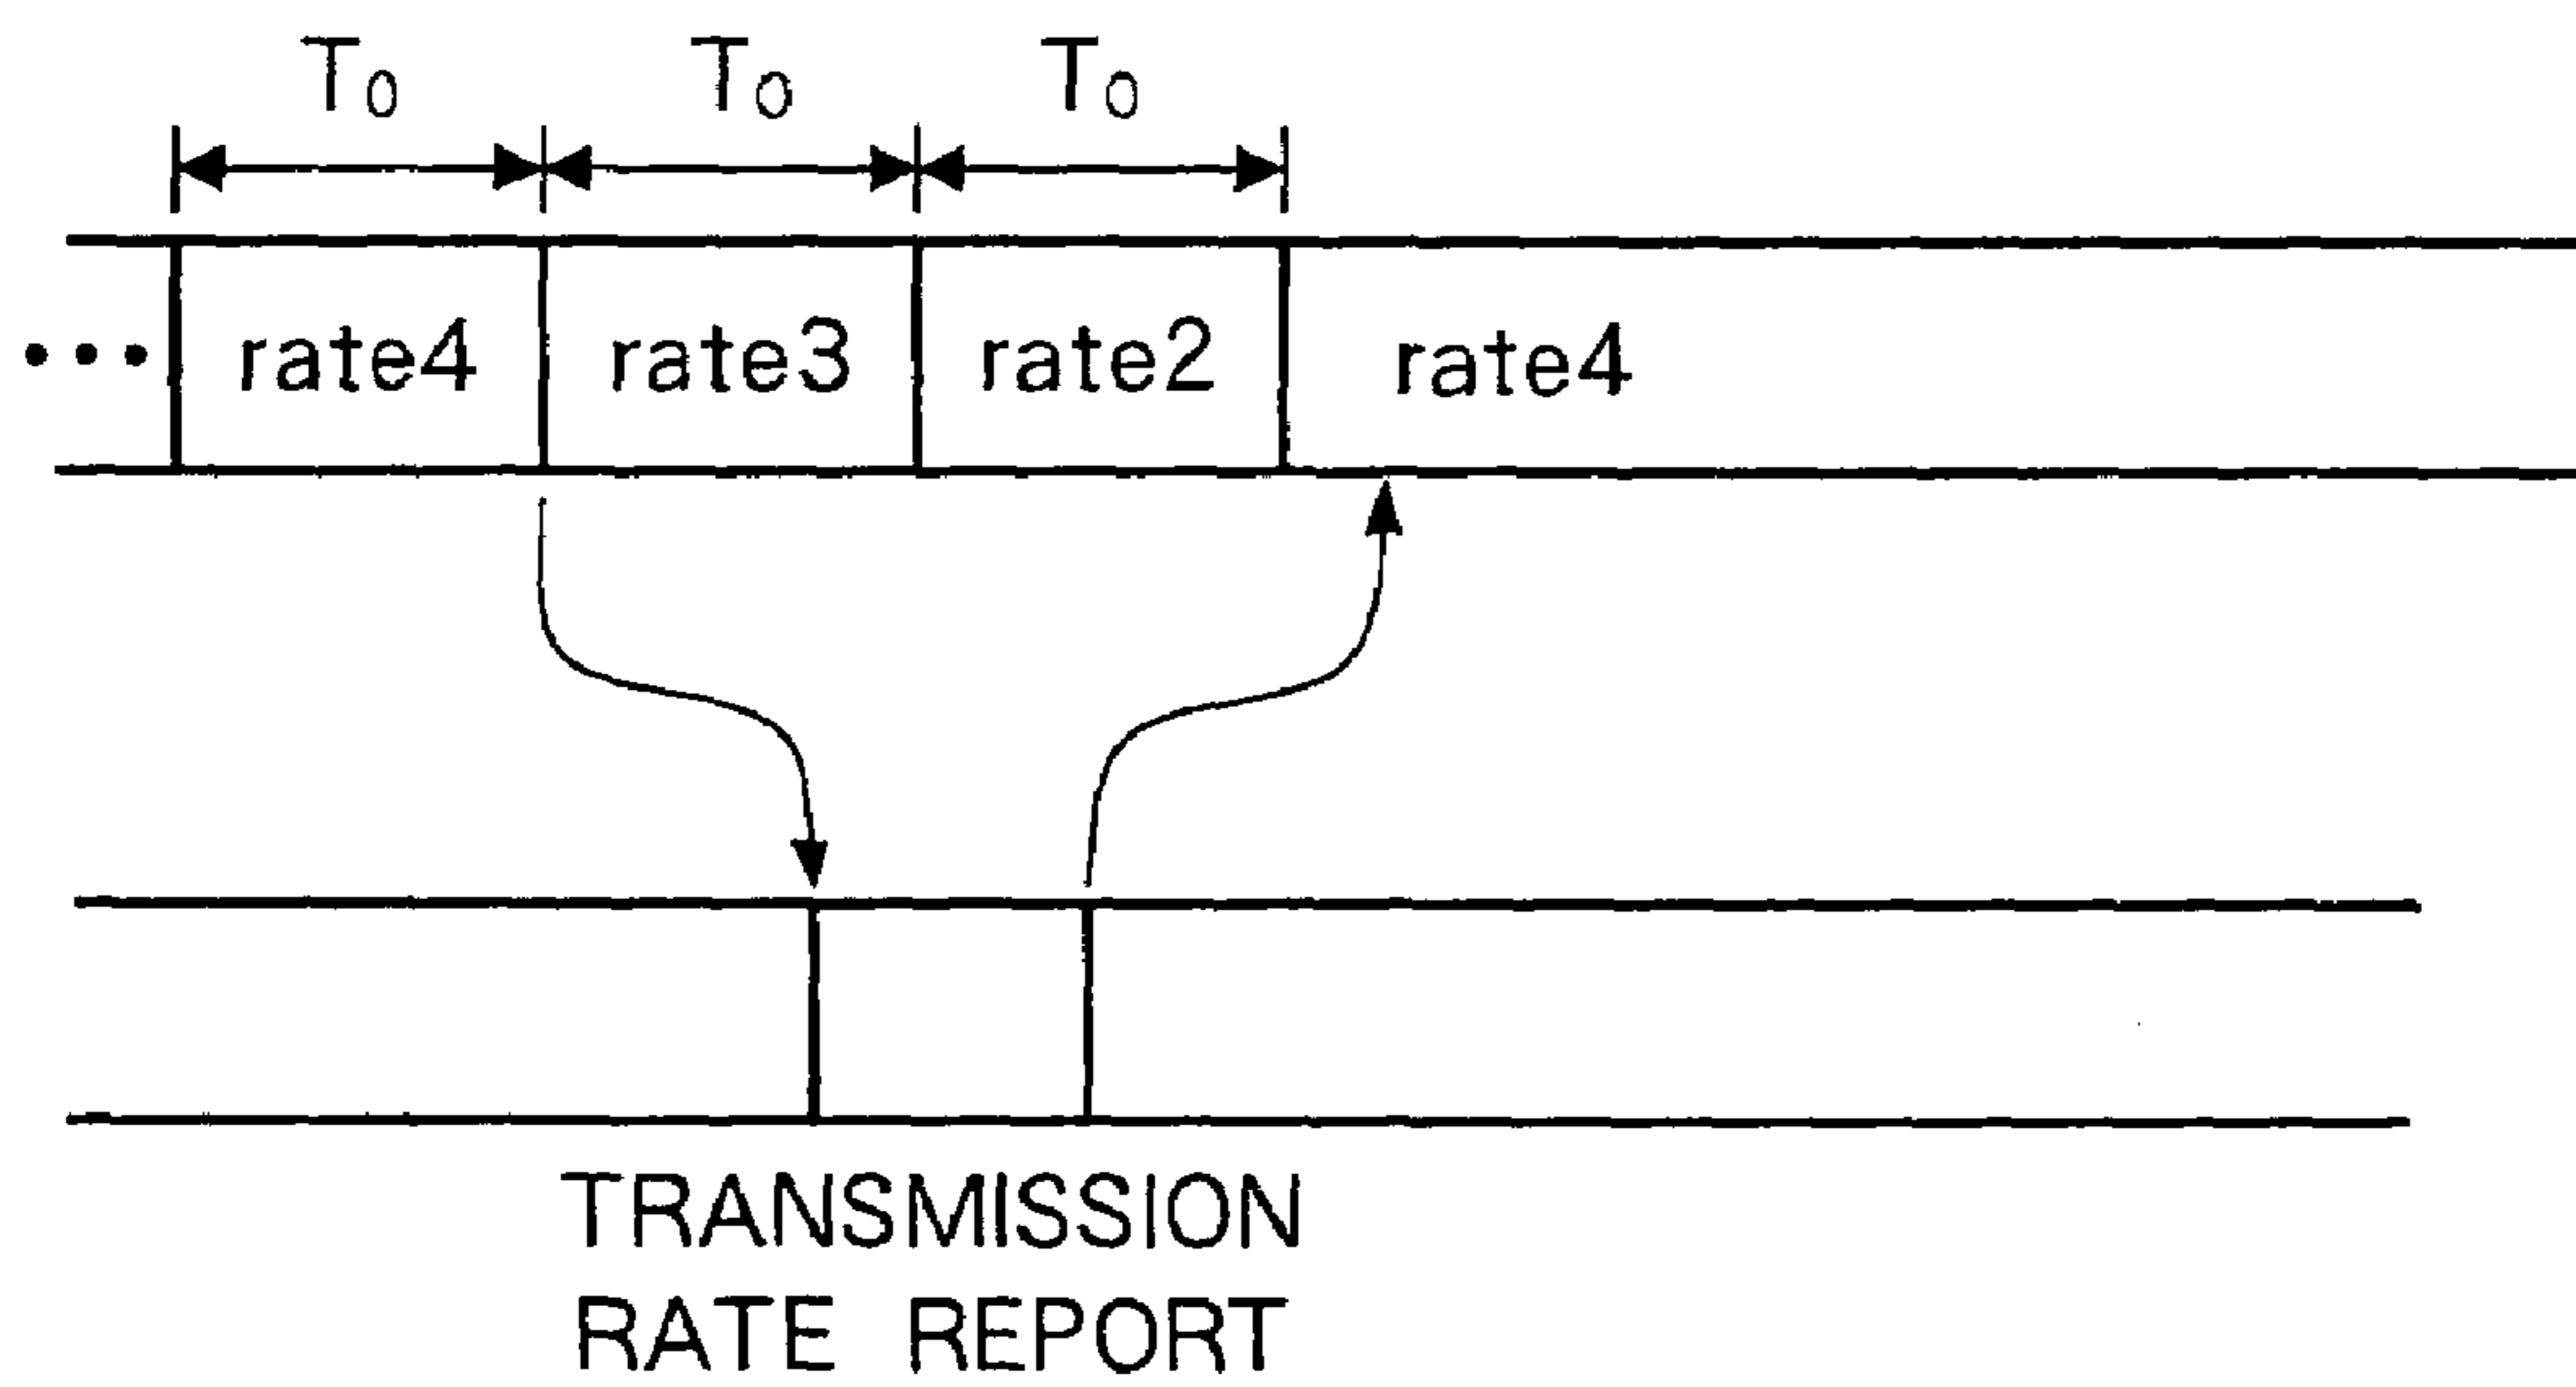 T0 T0 T0
... rate4 rate3 rate2 rate4
TRANSMISSION
RATE REPORT